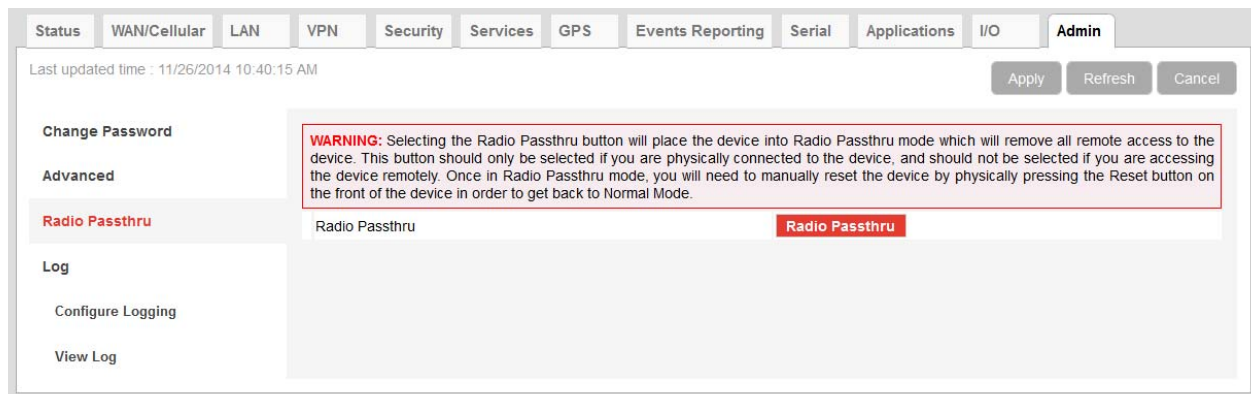 Status WAN/Cellular LAN VPN Security Services GPS Events Reporting Serial Applications I/O Admin
Last updated time : 11/26/2014 10:40:15 AM
Apply Refresh Cancel
Change Password
Advanced
Radio Passthru
Log
Configure Logging
View Log
WARNING: Selecting the Radio Passthru button will place the device into Radio Passthru mode which will remove all remote access to the
device. This button should only be selected if you are physically connected to the device, and should not be selected if you are accessing
the device remotely. Once in Radio Passthru mode, you will need to manually reset the device by physically pressing the Reset button on
the front of the device in order to get back to Normal Mode.
Radio Passthru Radio Passthru